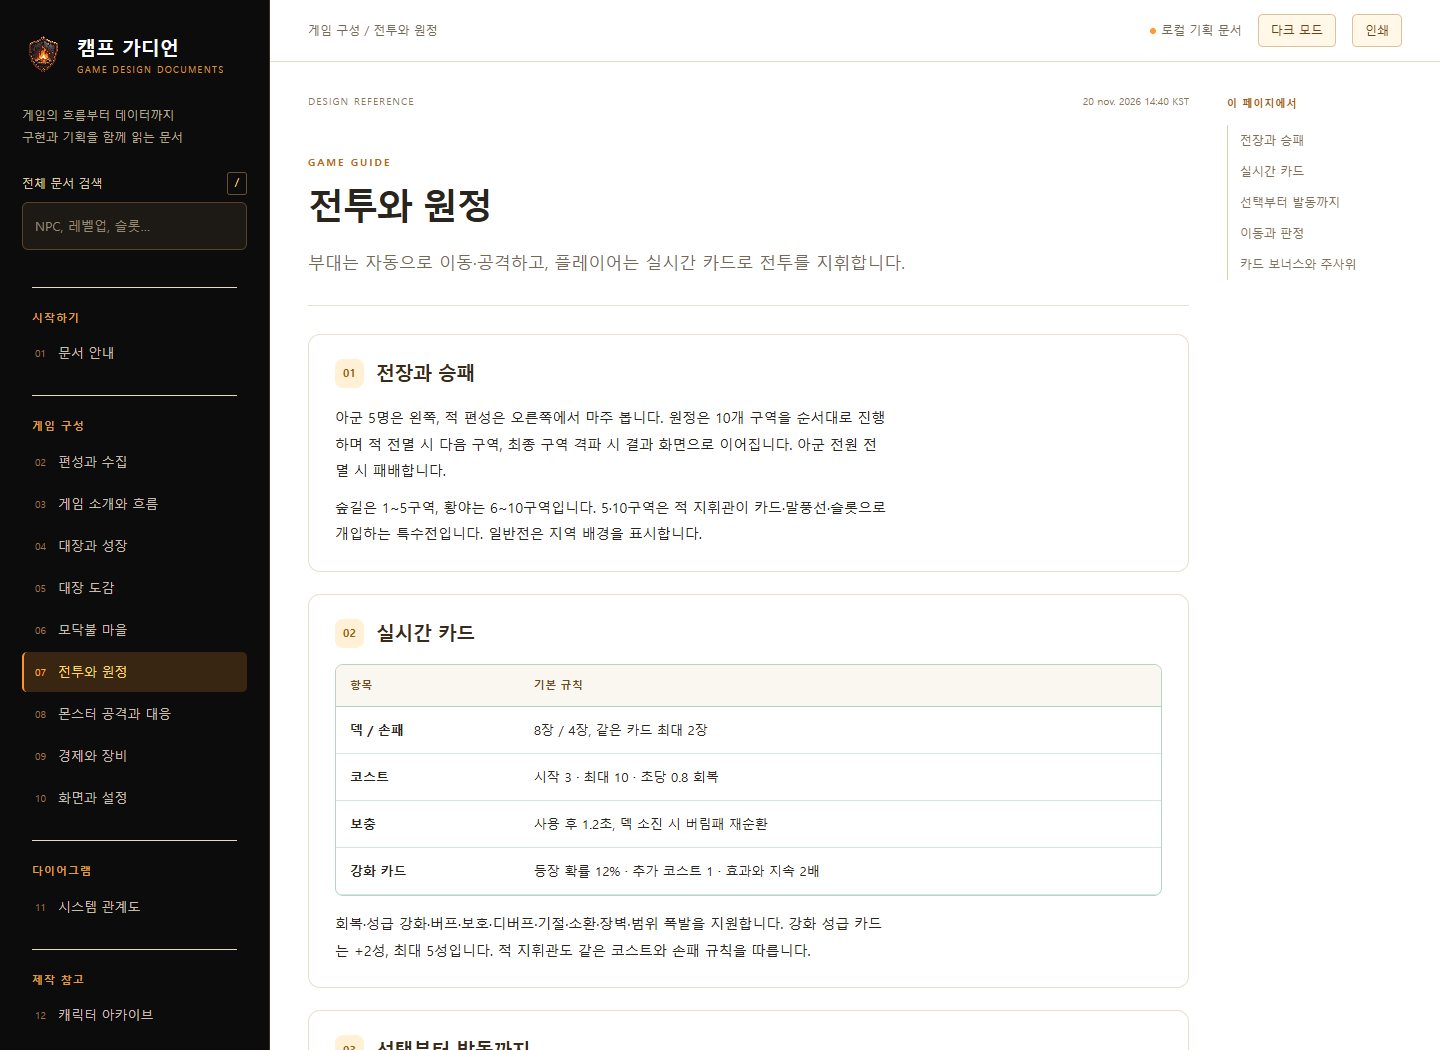 캠프 가디언
GAME DESIGN DOCUMENTS
게임의 흐름부터 데이터까지
구현과 기획을 함께 읽는 문서
전체 문서 검색
/
NPC, 레벨업, 슬롯...
시작하기
01 문서 안내
게임 구성
02 편성과 수집
03 게임 소개와 흐름
04 대장과 성장
05 대장 도감
06 모닥불 마을
07 전투와 원정
08 몬스터 공격과 대응
09 경제와 장비
10 화면과 설정
다이어그램
11 시스템 관계도
제작 참고
12 캐릭터 아카이브
게임 구성 / 전투와 원정
로컬 기획 문서
다크 모드
인쇄
DESIGN REFERENCE
20 nov. 2026 14:40 KST
GAME GUIDE
전투와 원정
부대는 자동으로 이동·공격하고, 플레이어는 실시간 카드로 전투를 지휘합니다.
01 전장과 승패
아군 5명은 왼쪽, 적 편성은 오른쪽에서 마주 봅니다. 원정은 10개 구역을 순서대로 진행
하며 적 전멸 시 다음 구역, 최종 구역 격파 시 결과 화면으로 이어집니다. 아군 전원 전
멸 시 패배합니다.
숲길은 1~5구역, 황야는 6~10구역입니다. 5·10구역은 적 지휘관이 카드·말풍선·슬롯으로
개입하는 특수전입니다. 일반전은 지역 배경을 표시합니다.
02 실시간 카드
항목 기본 규칙
덱 / 손패 8장 / 4장, 같은 카드 최대 2장
코스트 시작 3 · 최대 10 · 초당 0.8 회복
보충 사용 후 1.2초, 덱 소진 시 버림패 재순환
강화 카드 등장 확률 12% · 추가 코스트 1 · 효과와 지속 2배
회복·성급 강화·버프·보호·디버프·기절·소환·장벽·범위 폭발을 지원합니다. 강화 성급 카드
는 +2성, 최대 5성입니다. 적 지휘관도 같은 코스트와 손패 규칙을 따릅니다.
03 선택부터 발동까지
이 페이지에서
전장과 승패
실시간 카드
선택부터 발동까지
이동과 판정
카드 보너스와 주사위